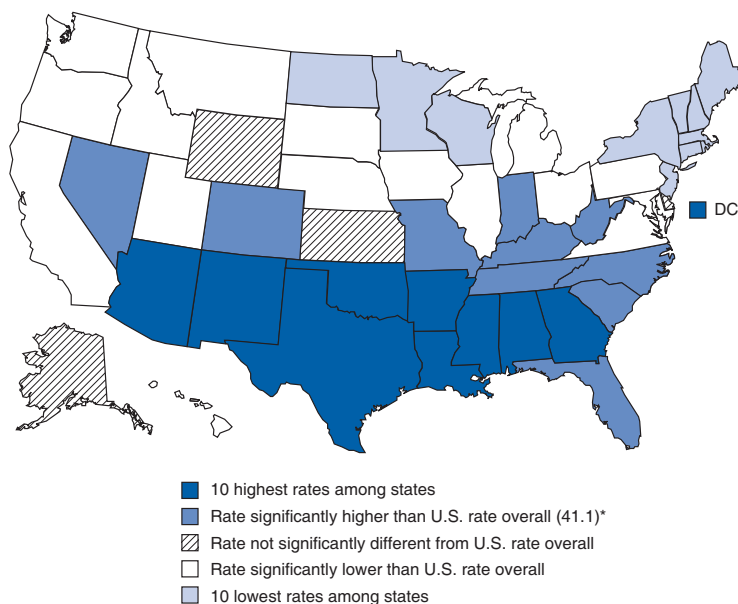 DC
10 highest rates among states
Rate significantly higher than U.S. rate overall (41.1)*
Rate not significantly different from U.S. rate overall
Rate significantly lower than U.S. rate overall
10 lowest rates among states